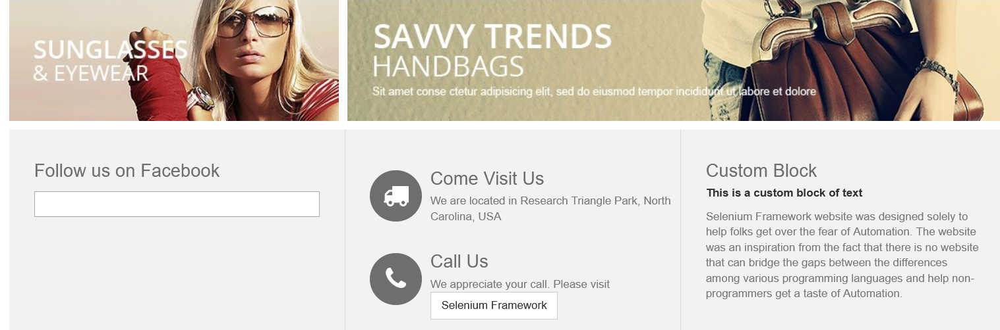 SUNGLASSES
& EYEWEAR
SAVVY TRENDS
HANDBAGS
Sit amet conse ctetur adipisicing elit, sed do eiusmod tempor incididunt ut labore et dolore
Follow us on Facebook
Come Visit Us
We are located in Research Triangle Park, North
Carolina, USA
Call Us
We appreciate your call. Please visit
Selenium Framework
Custom Block
This is a custom block of text
Selenium Framework website was designed solely to
help folks get over the fear of Automation. The website
was an inspiration from the fact that there is no website
that can bridge the gaps between the differences
among various programming languages and help non-
programmers get a taste of Automation.